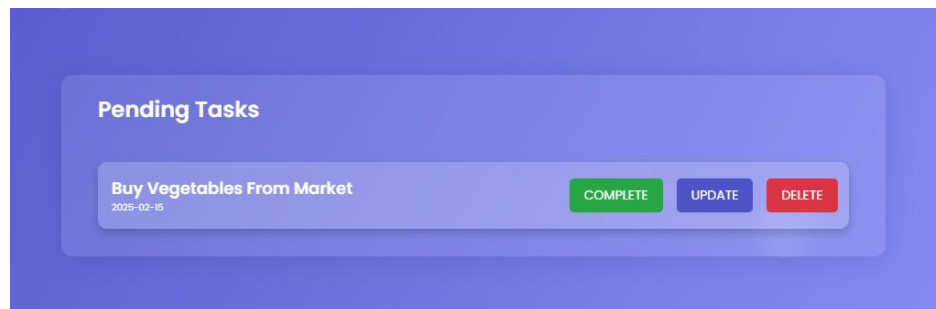 Pending Tasks
Buy Vegetables From Market
2025-02-15
COMPLETE
UPDATE
DELETE